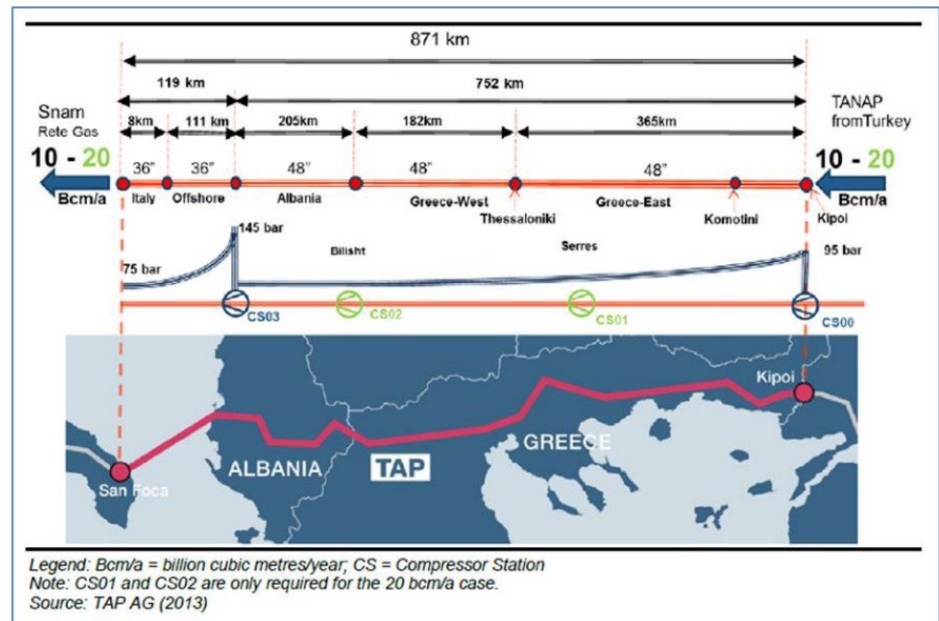 871 km
119 km 752 km
Snam
Rete Gas
8km 111 km 205km 182km 365km
TANAP
fromTurkey
10 - 20
Bcm/a
36" 36" 48" 48" 48"
10 - 20
Bcm/a
Italy Offshore Albania Greece-West Greece-East
Thessaloniki Komotini Kipoi
145 bar
Bilisht Serres
95 bar
75 bar
CS03 CS02 CS01 CS00
Kipoi
GREECE
ALBANIA TAP
San Foca
Legend: Bcm/a = billion cubic metres/year; CS = Compressor Station
Note: CS01 and CS02 are only required for the 20 bcm/a case.
Source: TAP AG (2013)